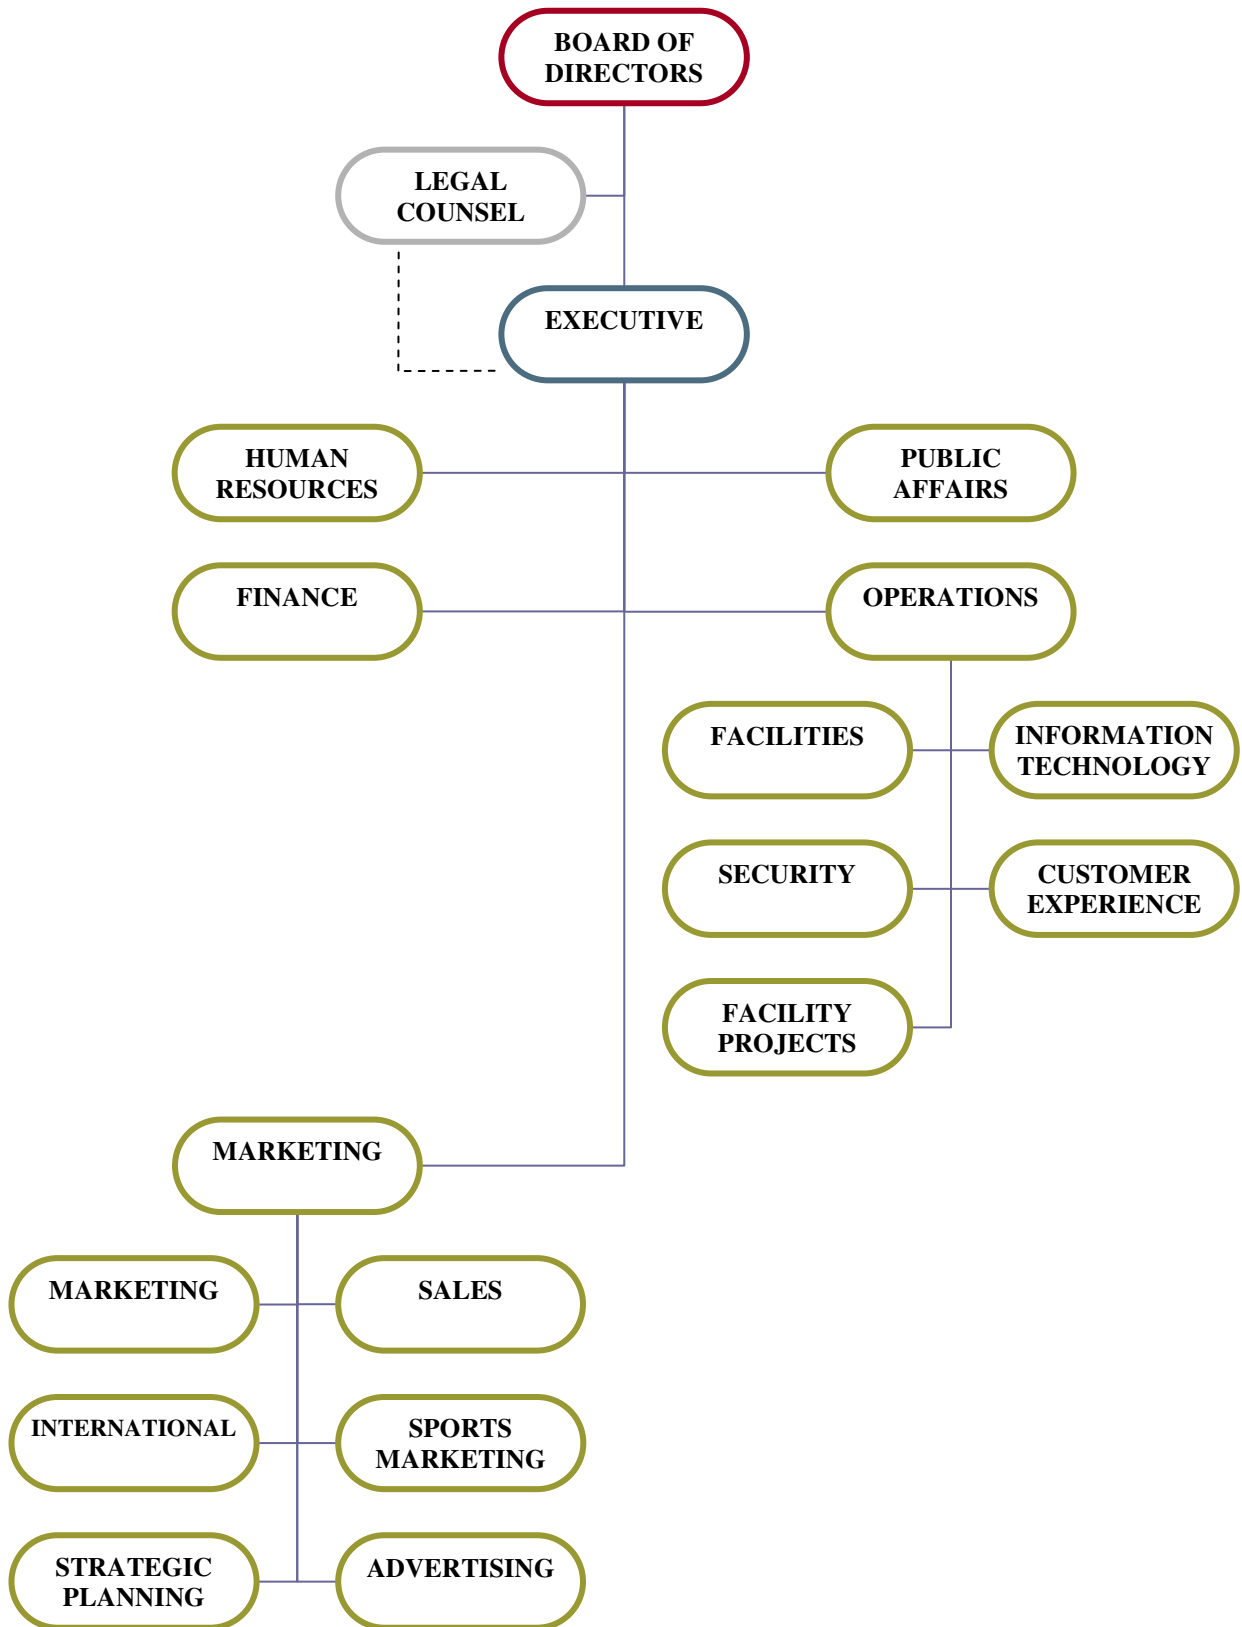 BOARD OF
DIRECTORS
LEGAL
COUNSEL
EXECUTIVE
HUMAN
RESOURCES
PUBLIC
AFFAIRS
FINANCE
OPERATIONS
FACILITIES
INFORMATION
TECHNOLOGY
SECURITY
CUSTOMER
EXPERIENCE
FACILITY
PROJECTS
MARKETING
MARKETING
SALES
INTERNATIONAL
SPORTS
MARKETING
STRATEGIC
PLANNING
ADVERTISING